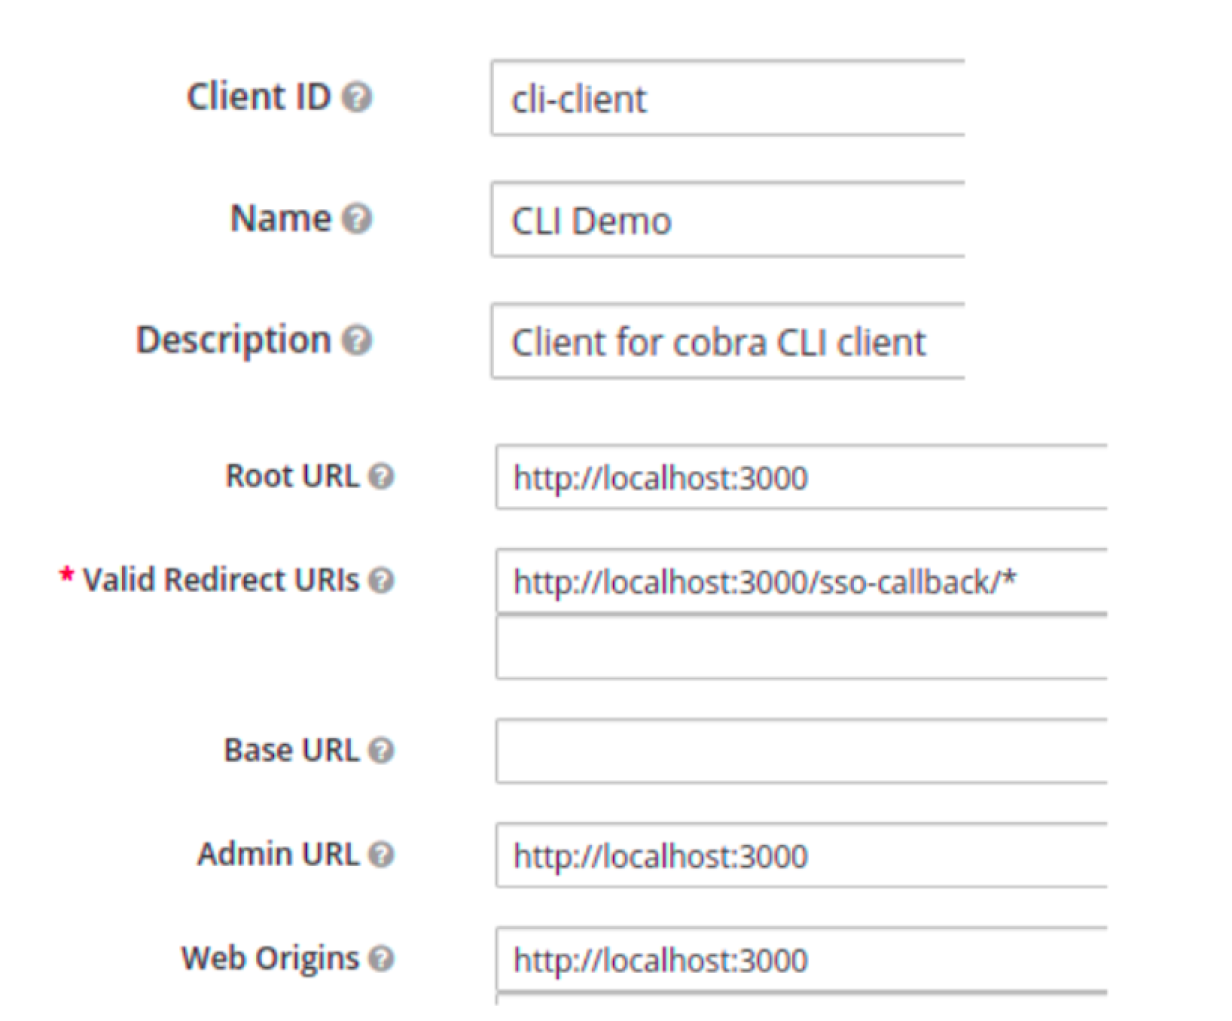 Client ID ? cli-client
Name ? CLI Demo
Description ? Client for cobra CLI client
Root URL ? http://localhost:3000
* Valid Redirect URIs ? http://localhost:3000/sso-callback/*
Base URL ?
Admin URL ? http://localhost:3000
Web Origins ? http://localhost:3000